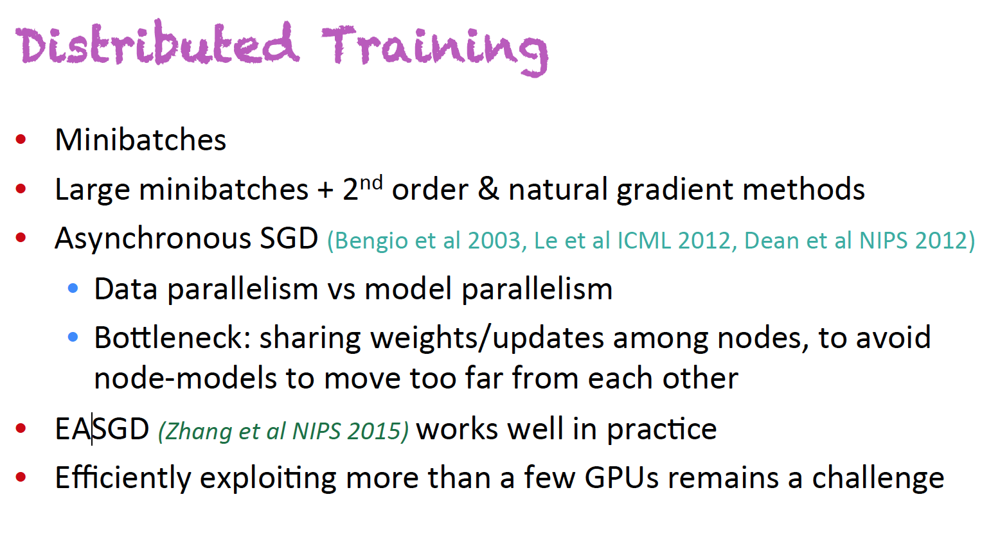 Distributed Training
• Minibatches
• Large minibatches + 2nd order & natural gradient methods
• Asynchronous SGD (Bengio et al 2003, Le et al ICML 2012, Dean et al NIPS 2012)
• Data parallelism vs model parallelism
• Bottleneck: sharing weights/updates among nodes, to avoid
node-models to move too far from each other
• EASGD (Zhang et al NIPS 2015) works well in practice
• Efficiently exploiting more than a few GPUs remains a challenge